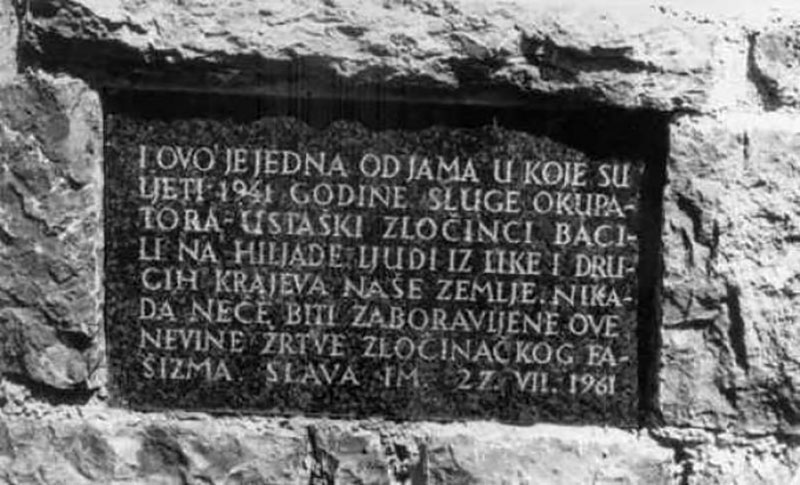 I OVO JE JEDNA OD JAMA U KOJE SU
LJETI 1941 GODINE SLUGE OKUPA-
TORA-USTAŠKI ZLOČINCI BACI-
LI NA HILJADE LJUDI IZ LIKE I DRU-
GIH KRAJEVA NAŠE ZEMLJE. NIKA-
DA NEĆE BITI ZABORAVLJENE OVE
NEVINE ŽRTVE ZLOČINAČKOG FA-
ŠIZMA. SLAVA IM. 27. VII. 1961